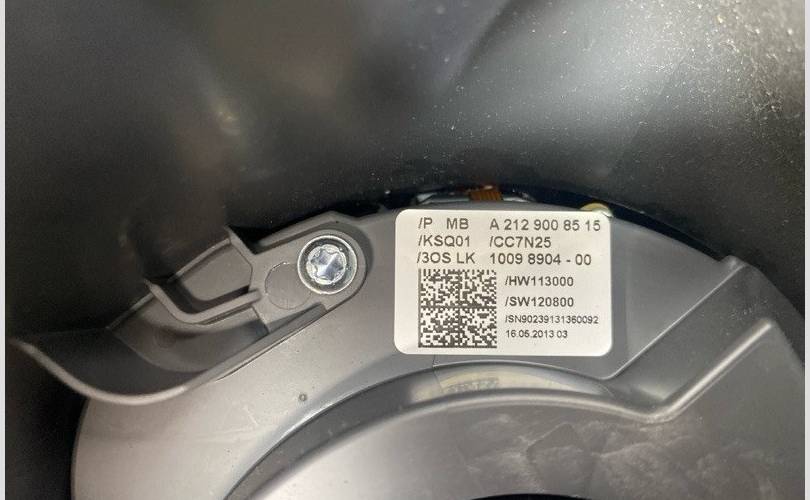 /P MB A 212 900 85 15
/KSQ01 /CC7N25
/3OS LK 1009 8904 - 00
/HW113000
/SW120800
/SN90239131360092
16.05.2013 03